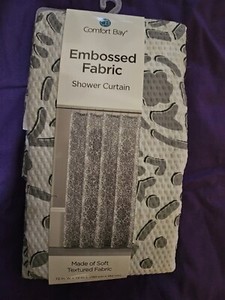 Comfort Bay®
Embossed
Fabric
Shower Curtain
Made of Soft
Textured Fabric